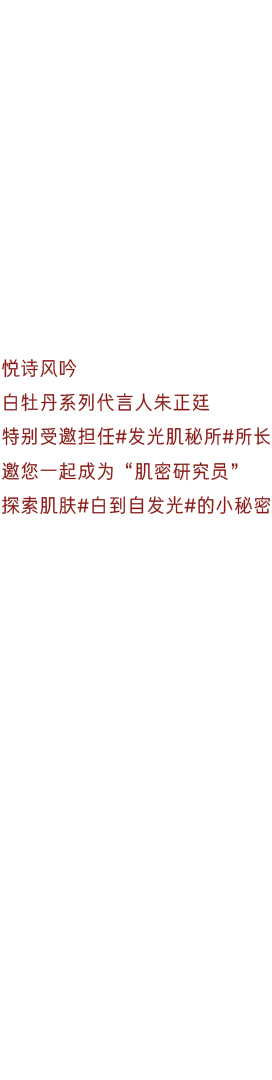 悦诗风吟
白牡丹系列代言人朱正廷
特别受邀担任#发光肌秘所#所长
邀您一起成为“肌密研究员”
探索肌肤#白到自发光#的小秘密